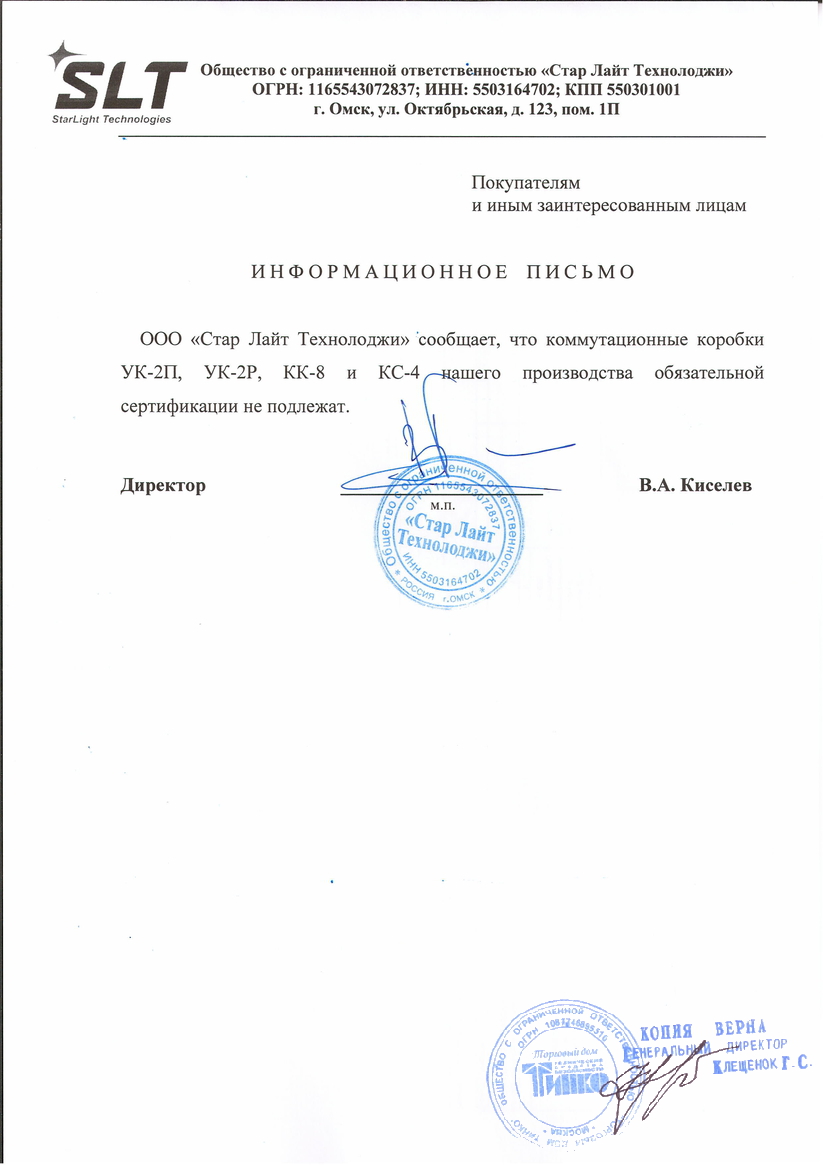 SLT
StarLight Technologies
Общество с ограниченной ответственностью «Стар Лайт Технолоджи»
ОГРН: 1165543072837; ИНН: 5503164702; КПП 550301001
г. Омск, ул. Октябрьская, д. 123, пом. 1П
Покупателям
и иным заинтересованным лицам
ИНФОРМАЦИОННОЕ ПИСЬМО
ООО «Стар Лайт Технолоджи» сообщает, что коммутационные коробки
УК-2П, УК-2Р, КК-8 и КС-4 нашего производства обязательной
сертификации не подлежат.
Директор
В.А. Киселев
м.п.
Общество с ограниченной ответственностью
ОГРН 1165543072837
«Стар Лайт
Технолоджи»
ИНН 5503164702
* РОССИЯ г.ОМСК *
ОБЩЕСТВО С ОГРАНИЧЕННОЙ ОТВЕТСТВЕННОСТЬЮ
ОГРН
Торговый дом
ТИНКО
* МОСКВА *
КОПИЯ ВЕРНА
ГЕНЕРАЛЬНЫЙ ДИРЕКТОР
КЛЕЩЕНОК Г.С.